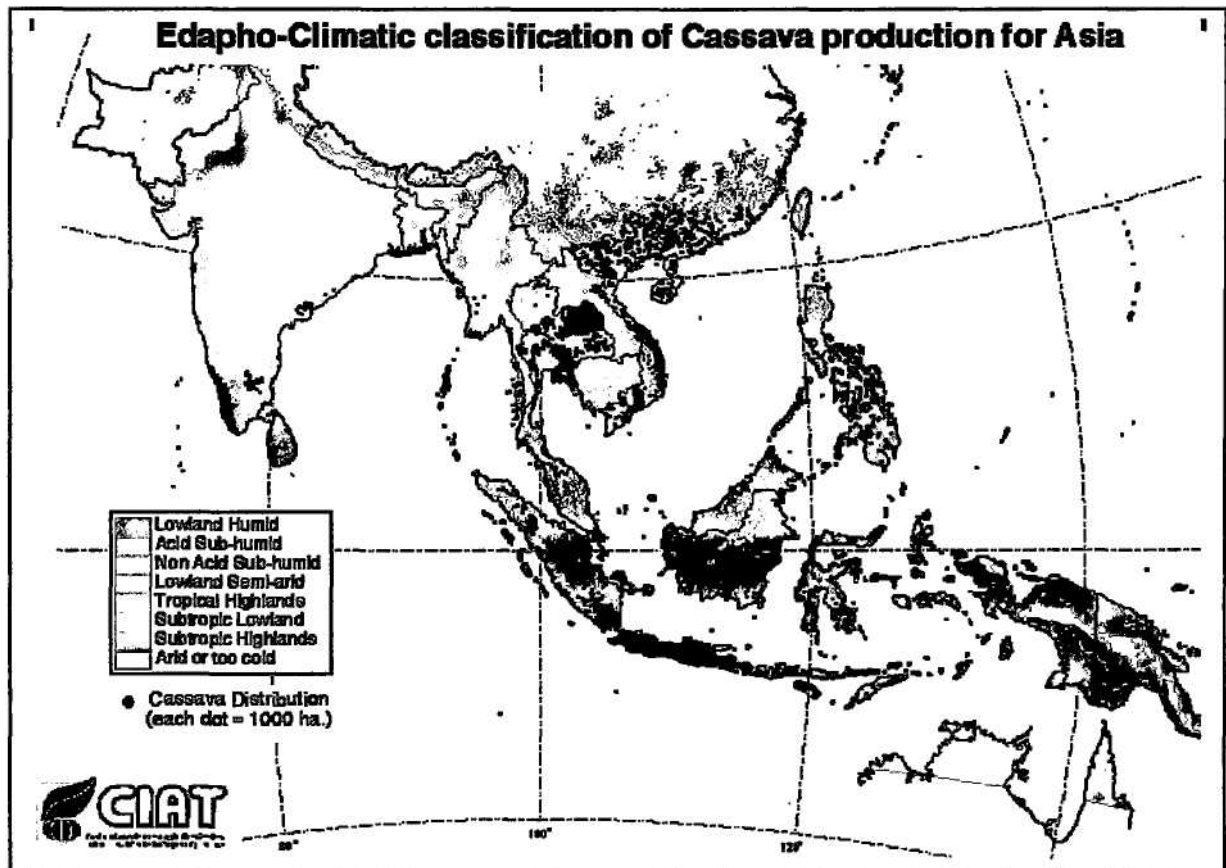 Edapho-Climatic classification of Cassava production for Asia
Lowland Humid
Acid Sub-humid
Non Acid Sub-humid
Lowland Semi-arid
Tropical Highlands
Subtropic Lowland
Subtropic Highlands
Arid or too cold
Cassava Distribution
(each dot = 1000 ha.)
CIAT
80°
100°
120°